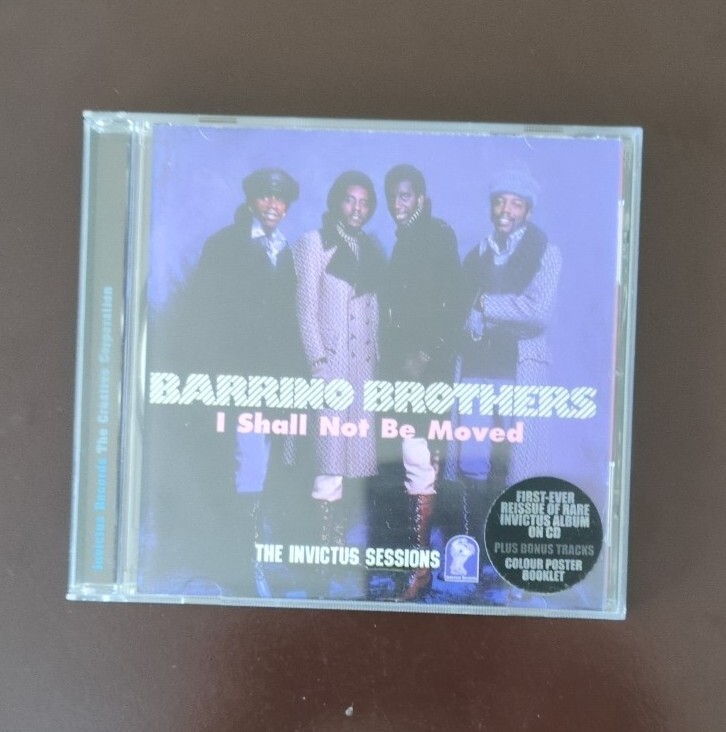 Invictus Records The Creative Corporation
BARRINO BROTHERS
I Shall Not Be Moved
THE INVICTUS SESSIONS
FIRST-EVER
REISSUE OF RARE
INVICTUS ALBUM
ON CD
PLUS BONUS TRACKS
COLOUR POSTER
BOOKLET